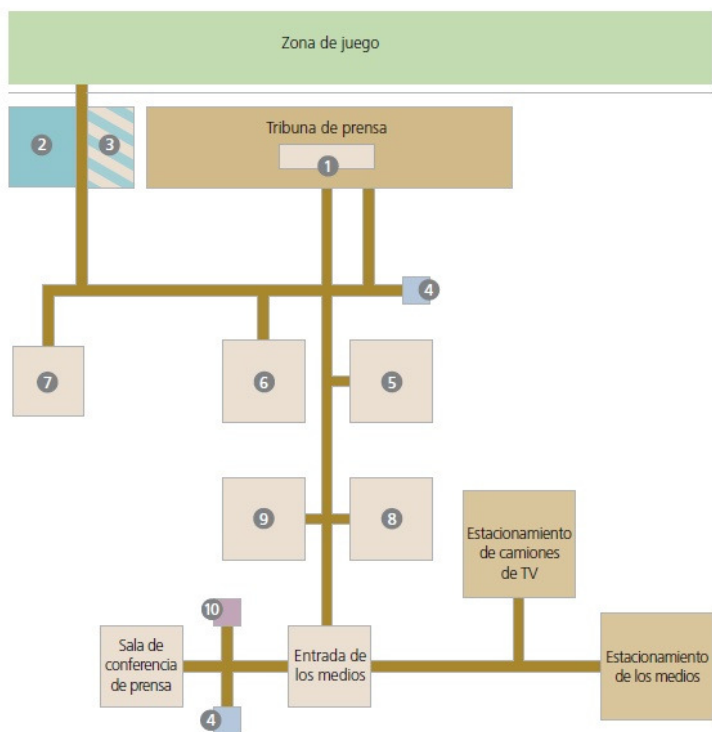 Zona de juego
Tribuna de prensa
1
2
3
4
7
6
5
9
8
Estacionamiento
de camiones
de TV
10
Sala de
conferencia
de prensa
Entrada de
los medios
Estacionamiento
de los medios
4